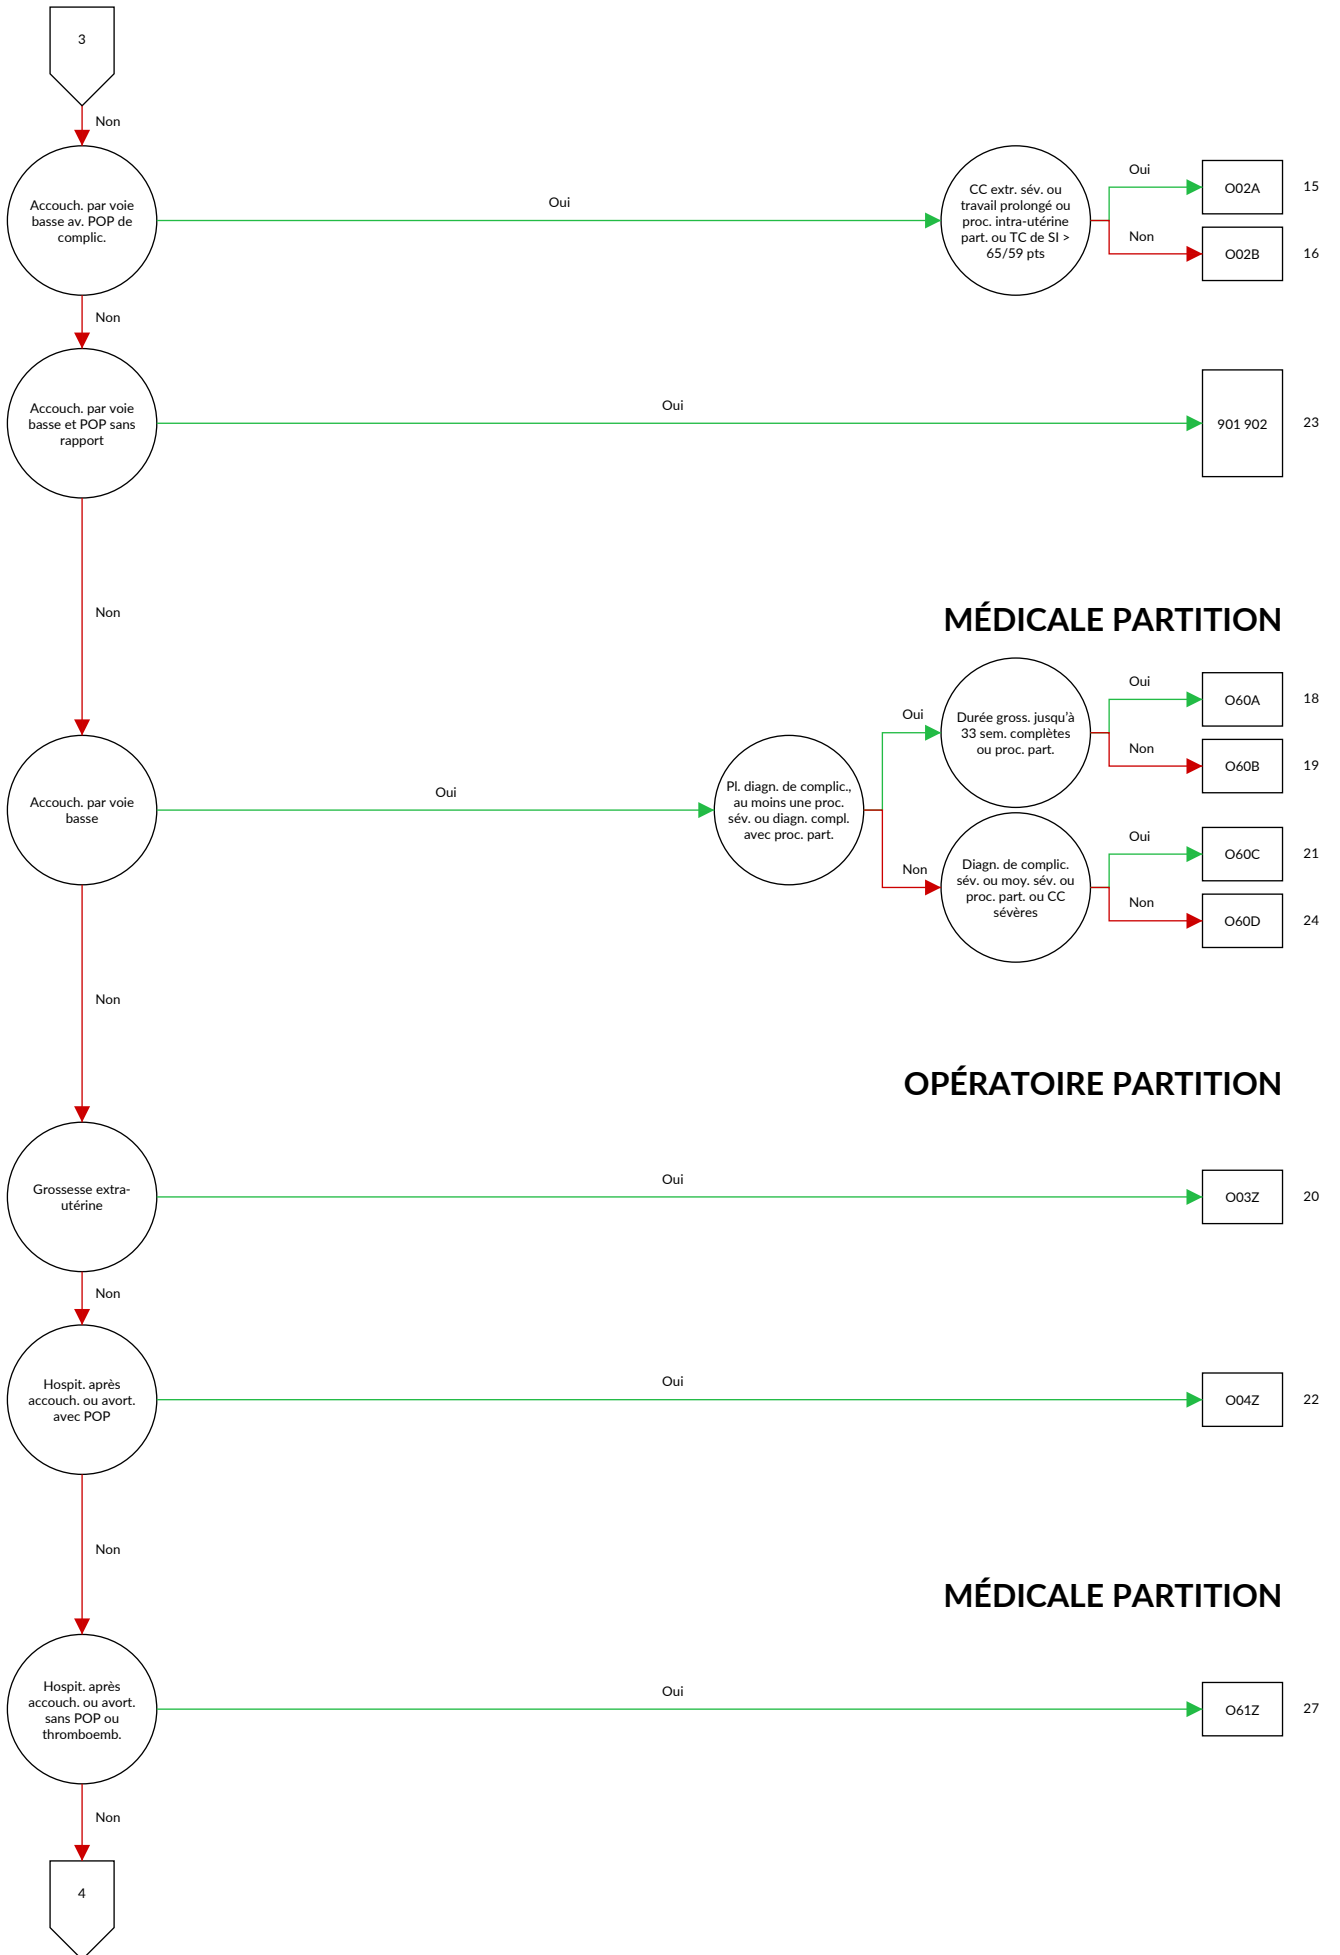 3
Non
Accouch. par voie
basse av. POP de
complic.
Oui
CC extr. sév. ou
travail prolongé ou
proc. intra-utérine
part. ou TC de SI >
65/59 pts
Oui
O02A
15
Non
O02B
16
Non
Accouch. par voie
basse et POP sans
rapport
Oui
901 902
23
Non
MÉDICALE PARTITION
Accouch. par voie
basse
Oui
Pl. diagn. de complic.,
au moins une proc.
sév. ou diagn. compl.
avec proc. part.
Oui
Durée gross. jusqu'à
33 sem. complètes
ou proc. part.
Oui
O60A
18
Non
O60B
19
Non
Diagn. de complic.
sév. ou moy. sév. ou
proc. part. ou CC
sévères
Oui
O60C
21
Non
O60D
24
Non
OPÉRATOIRE PARTITION
Grossesse extra-
utérine
Oui
O03Z
20
Non
Hospit. après
accouch. ou avort.
avec POP
Oui
O04Z
22
Non
MÉDICALE PARTITION
Hospit. après
accouch. ou avort.
sans POP ou
thromboemb.
Oui
O61Z
27
Non
4